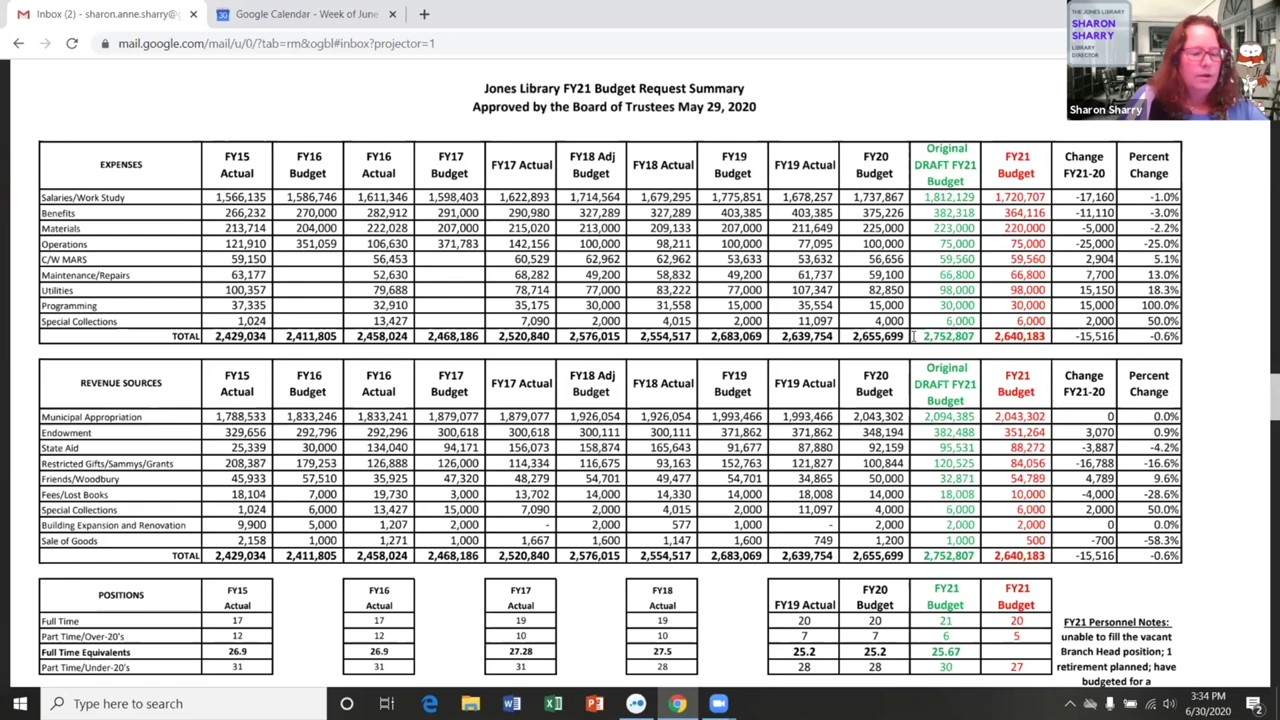 Inbox (2) - sharon.anne.sharry@g
Google Calendar - Week of June
mail.google.com/mail/u/0/?tab=rm&ogbl#inbox?projector=1
THE JONES LIBRARY
SHARON
SHARRY
LIBRARY
DIRECTOR
Sharon Sharry
Jones Library FY21 Budget Request Summary
Approved by the Board of Trustees May 29, 2020
EXPENSES FY15 Actual FY16 Budget FY16 Actual FY17 Budget FY17 Actual FY18 Adj Budget FY18 Actual FY19 Budget FY19 Actual FY20 Budget Original DRAFT FY21 Budget FY21 Budget Change FY21-20 Percent Change
Salaries/Work Study 1,566,135 1,586,746 1,611,346 1,598,403 1,622,893 1,714,564 1,679,295 1,775,851 1,678,257 1,737,867 1,812,129 1,720,707 -17,160 -1.0%
Benefits 266,232 270,000 282,912 291,000 290,980 327,289 327,289 403,385 403,385 375,226 382,318 364,116 -11,110 -3.0%
Materials 213,714 204,000 222,028 207,000 215,020 213,000 209,133 207,000 211,649 225,000 223,000 220,000 -5,000 -2.2%
Operations 121,910 351,059 106,630 371,783 142,156 100,000 98,211 100,000 77,095 100,000 75,000 75,000 -25,000 -25.0%
C/W MARS 59,150 56,453 60,529 62,962 62,962 53,633 53,632 56,656 59,560 59,560 2,904 5.1%
Maintenance/Repairs 63,177 52,630 68,282 49,200 58,832 49,200 61,737 59,100 66,800 66,800 7,700 13.0%
Utilities 100,357 79,688 78,714 77,000 83,222 77,000 107,347 82,850 98,000 98,000 15,150 18.3%
Programming 37,335 32,910 35,175 30,000 31,558 15,000 35,554 15,000 30,000 30,000 15,000 100.0%
Special Collections 1,024 13,427 7,090 2,000 4,015 2,000 11,097 4,000 6,000 6,000 2,000 50.0%
TOTAL 2,429,034 2,411,805 2,458,024 2,468,186 2,520,840 2,576,015 2,554,517 2,683,069 2,639,754 2,655,699 2,752,807 2,640,183 -15,516 -0.6%
REVENUE SOURCES FY15 Actual FY16 Budget FY16 Actual FY17 Budget FY17 Actual FY18 Adj Budget FY18 Actual FY19 Budget FY19 Actual FY20 Budget Original DRAFT FY21 Budget FY21 Budget Change FY21-20 Percent Change
Municipal Appropriation 1,788,533 1,833,246 1,833,241 1,879,077 1,879,077 1,926,054 1,926,054 1,993,466 1,993,466 2,043,302 2,094,385 2,043,302 0 0.0%
Endowment 329,656 292,796 292,296 300,618 300,618 300,111 300,111 371,862 371,862 348,194 382,488 351,264 3,070 0.9%
State Aid 25,339 30,000 134,040 94,171 156,073 158,874 165,643 91,677 87,880 92,159 95,531 88,272 -3,887 -4.2%
Restricted Gifts/Sammys/Grants 208,387 179,253 126,888 126,000 114,334 116,675 93,163 152,763 121,827 100,844 120,525 84,056 -16,788 -16.6%
Friends/Woodbury 45,933 57,510 35,925 47,320 48,279 54,701 49,477 54,701 34,865 50,000 32,871 54,789 4,789 9.6%
Fees/Lost Books 18,104 7,000 19,730 3,000 13,702 14,000 14,330 14,000 18,008 14,000 18,008 10,000 -4,000 -28.6%
Special Collections 1,024 6,000 13,427 15,000 7,090 2,000 4,015 2,000 11,097 4,000 6,000 6,000 2,000 50.0%
Building Expansion and Renovation 9,900 5,000 1,207 2,000 - 2,000 577 1,000 - 2,000 2,000 2,000 0 0.0%
Sale of Goods 2,158 1,000 1,271 1,000 1,667 1,600 1,147 1,600 749 1,200 1,000 500 -700 -58.3%
TOTAL 2,429,034 2,411,805 2,458,024 2,468,186 2,520,840 2,576,015 2,554,517 2,683,069 2,639,754 2,655,699 2,752,807 2,640,183 -15,516 -0.6%
POSITIONS FY15 Actual FY16 Actual FY17 Actual FY18 Actual FY19 Actual FY20 Budget FY21 Budget FY21 Budget
Full Time 17 17 19 19 20 20 21 20
Part Time/Over-20's 12 12 10 10 7 7 6 5
Full Time Equivalents 26.9 26.9 27.28 27.5 25.2 25.2 25.67
Part Time/Under-20's 31 31 31 28 28 28 30 27
FY21 Personnel Notes:
unable to fill the vacant
Branch Head position; 1
retirement planned; have
budgeted for a
Type here to search
3:34 PM
6/30/2020
2